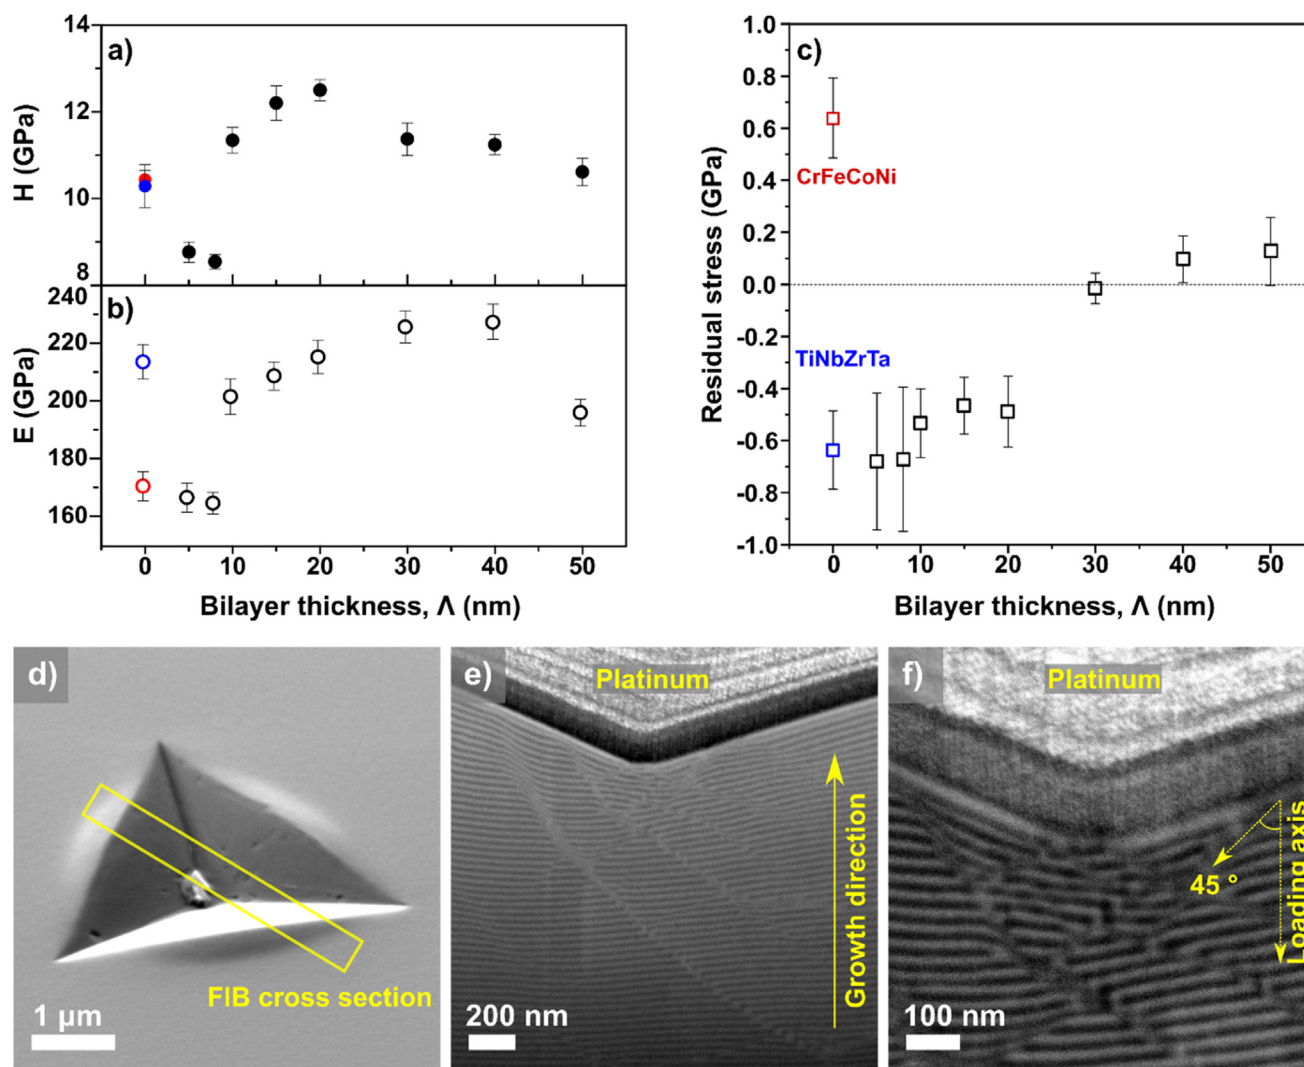 a)
H (GPa)
14
12
10
8
b)
E (GPa)
240
220
200
180
160
0 10 20 30 40 50
Bilayer thickness, Λ (nm)
c)
Residual stress (GPa)
1.0
0.8
0.6
0.4
0.2
0.0
-0.2
-0.4
-0.6
-0.8
-1.0
CrFeCoNi
TiNbZrTa
0 10 20 30 40 50
Bilayer thickness, Λ (nm)
d)
FIB cross section
1 µm
e)
Platinum
Growth direction
200 nm
f)
Platinum
45 °
Loading axis
100 nm